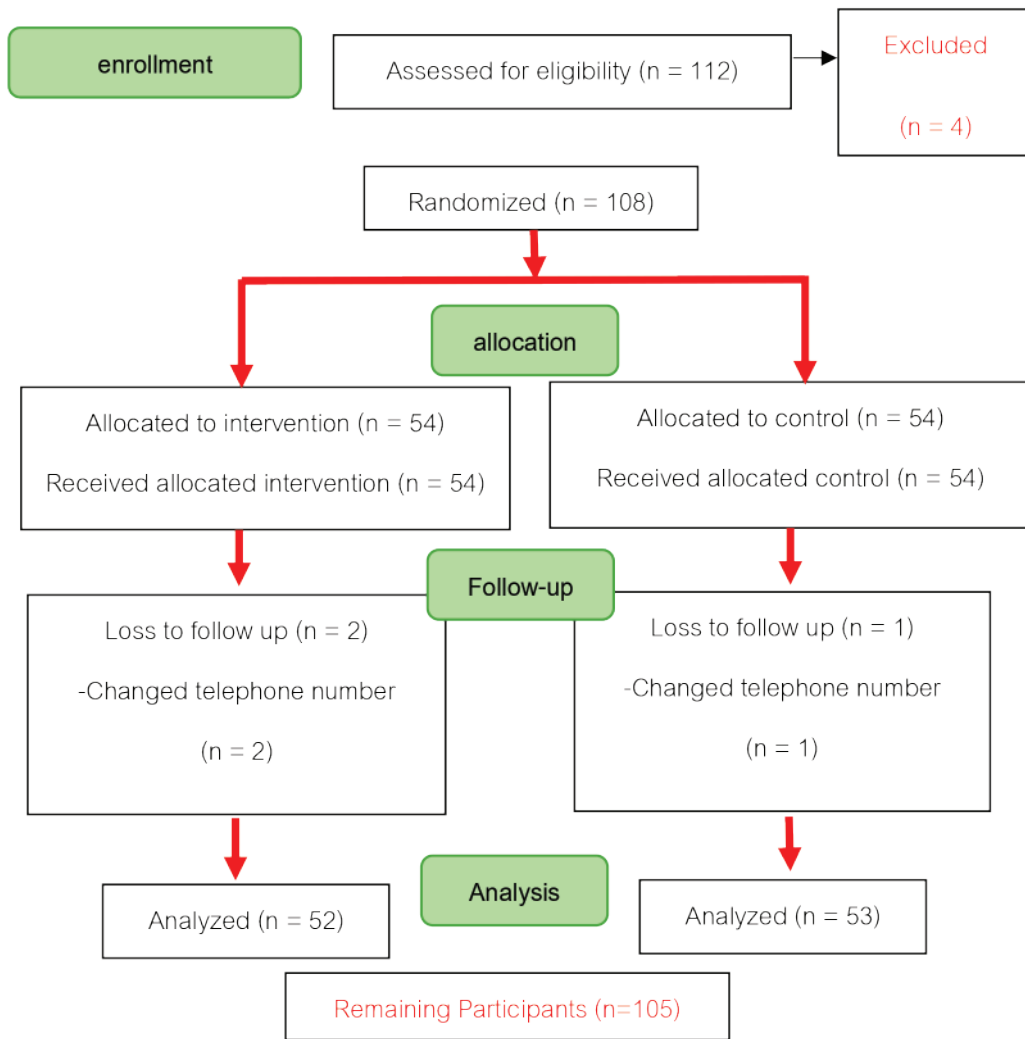 enrollment
Assessed for eligibility (n = 112)
Excluded
(n = 4)
Randomized (n = 108)
allocation
Allocated to intervention (n = 54)
Received allocated intervention (n = 54)
Allocated to control (n = 54)
Received allocated control (n = 54)
Follow-up
Loss to follow up (n = 2)
-Changed telephone number
(n = 2)
Loss to follow up (n = 1)
-Changed telephone number
(n = 1)
Analysis
Analyzed (n = 52)
Analyzed (n = 53)
Remaining Participants (n=105)